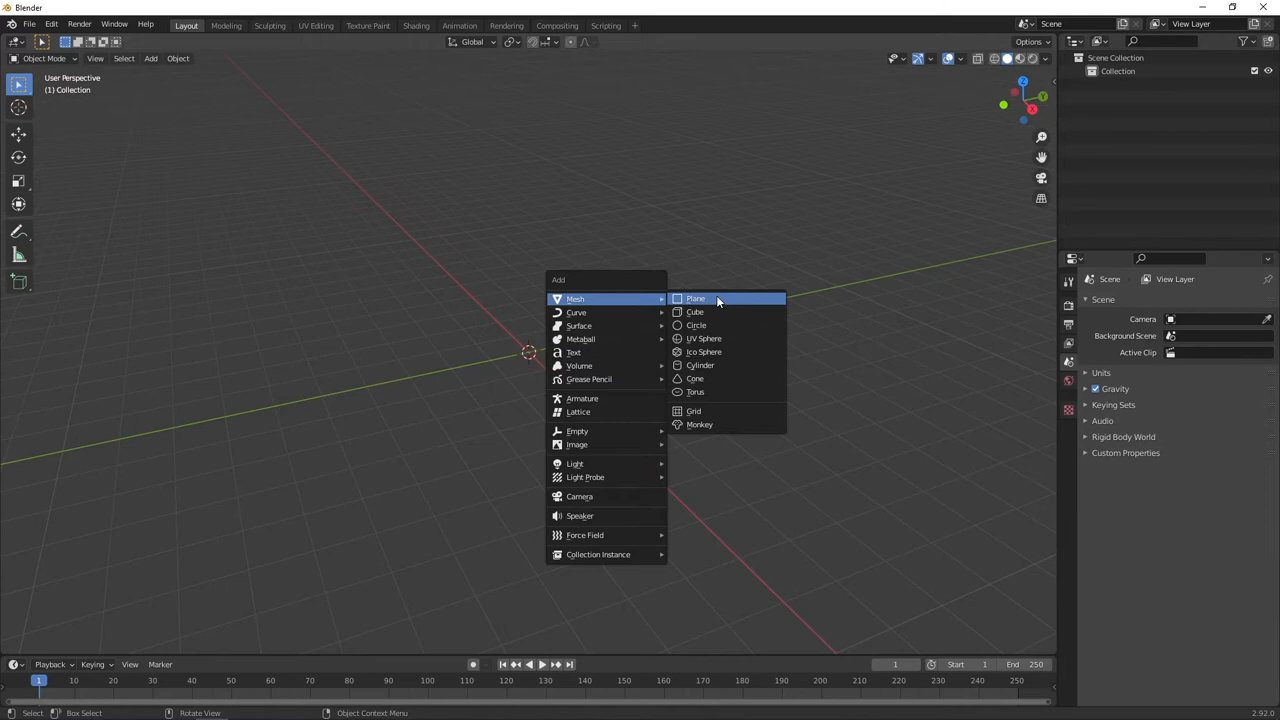 Blender
File Edit Render Window Help Layout Modeling Sculpting UV Editing Texture Paint Shading Animation Rendering Compositing Scripting + Scene View Layer
Global Options
Object Mode View Select Add Object
User Perspective
(1) Collection
Z
Y
X
Scene Collection
Collection
Add
Mesh
Curve
Surface
Metaball
Text
Volume
Grease Pencil
Armature
Lattice
Empty
Image
Light
Light Probe
Camera
Speaker
Force Field
Collection Instance
Plane
Cube
Circle
UV Sphere
Ico Sphere
Cylinder
Cone
Torus
Grid
Monkey
Scene View Layer
Scene
Camera
Background Scene
Active Clip
Units
Gravity
Keying Sets
Audio
Rigid Body World
Custom Properties
Playback Keying View Marker 1 Start 1 End 250
1 10 20 30 40 50 60 70 80 90 100 110 120 130 140 150 160 170 180 190 200 210 220 230 240 250
Select Box Select Rotate View Object Context Menu 2.92.0